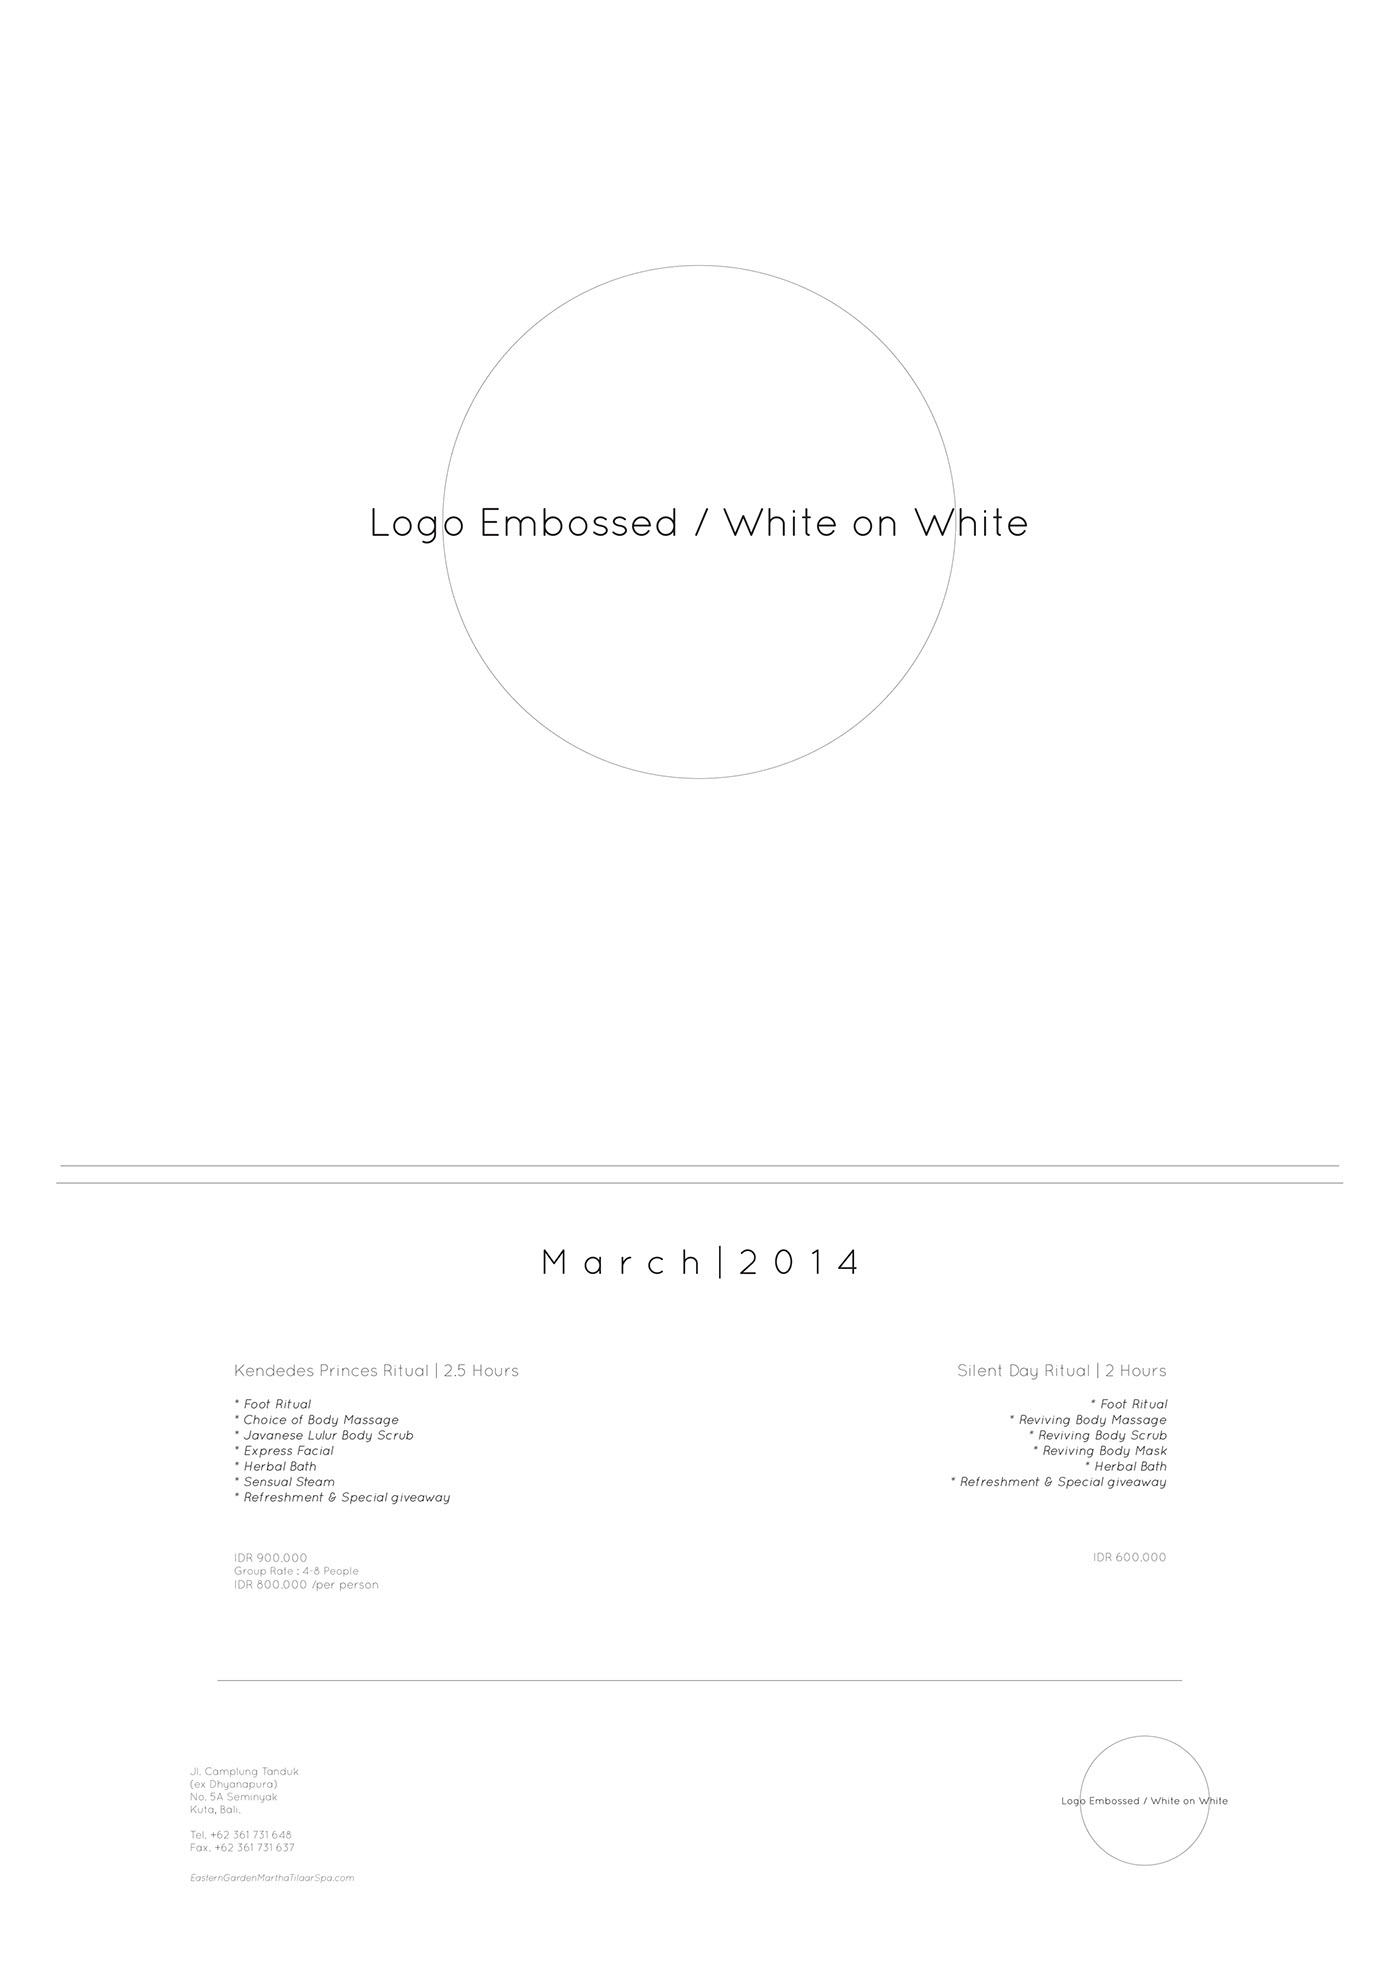 Logo Embossed / White on White
March|2014
Kendedes Princes Ritual | 2.5 Hours
* Foot Ritual
* Choice of Body Massage
* Javanese Lulur Body Scrub
* Express Facial
* Herbal Bath
* Sensual Steam
* Refreshment & Special giveaway
IDR 900.000
Group Rate : 4-8 People
IDR 800.000 /per person
Silent Day Ritual | 2 Hours
* Foot Ritual
* Reviving Body Massage
* Reviving Body Scrub
* Reviving Body Mask
* Herbal Bath
* Refreshment & Special giveaway
IDR 600.000
Jl. Camplung Tanduk
(ex Dhyanapura)
No. 5A Seminyak
Kuta, Bali.
Tel. +62 361 731 648
Fax. +62 361 731 637
EasternGardenMarthaTilaarSpa.com
Logo Embossed / White on White